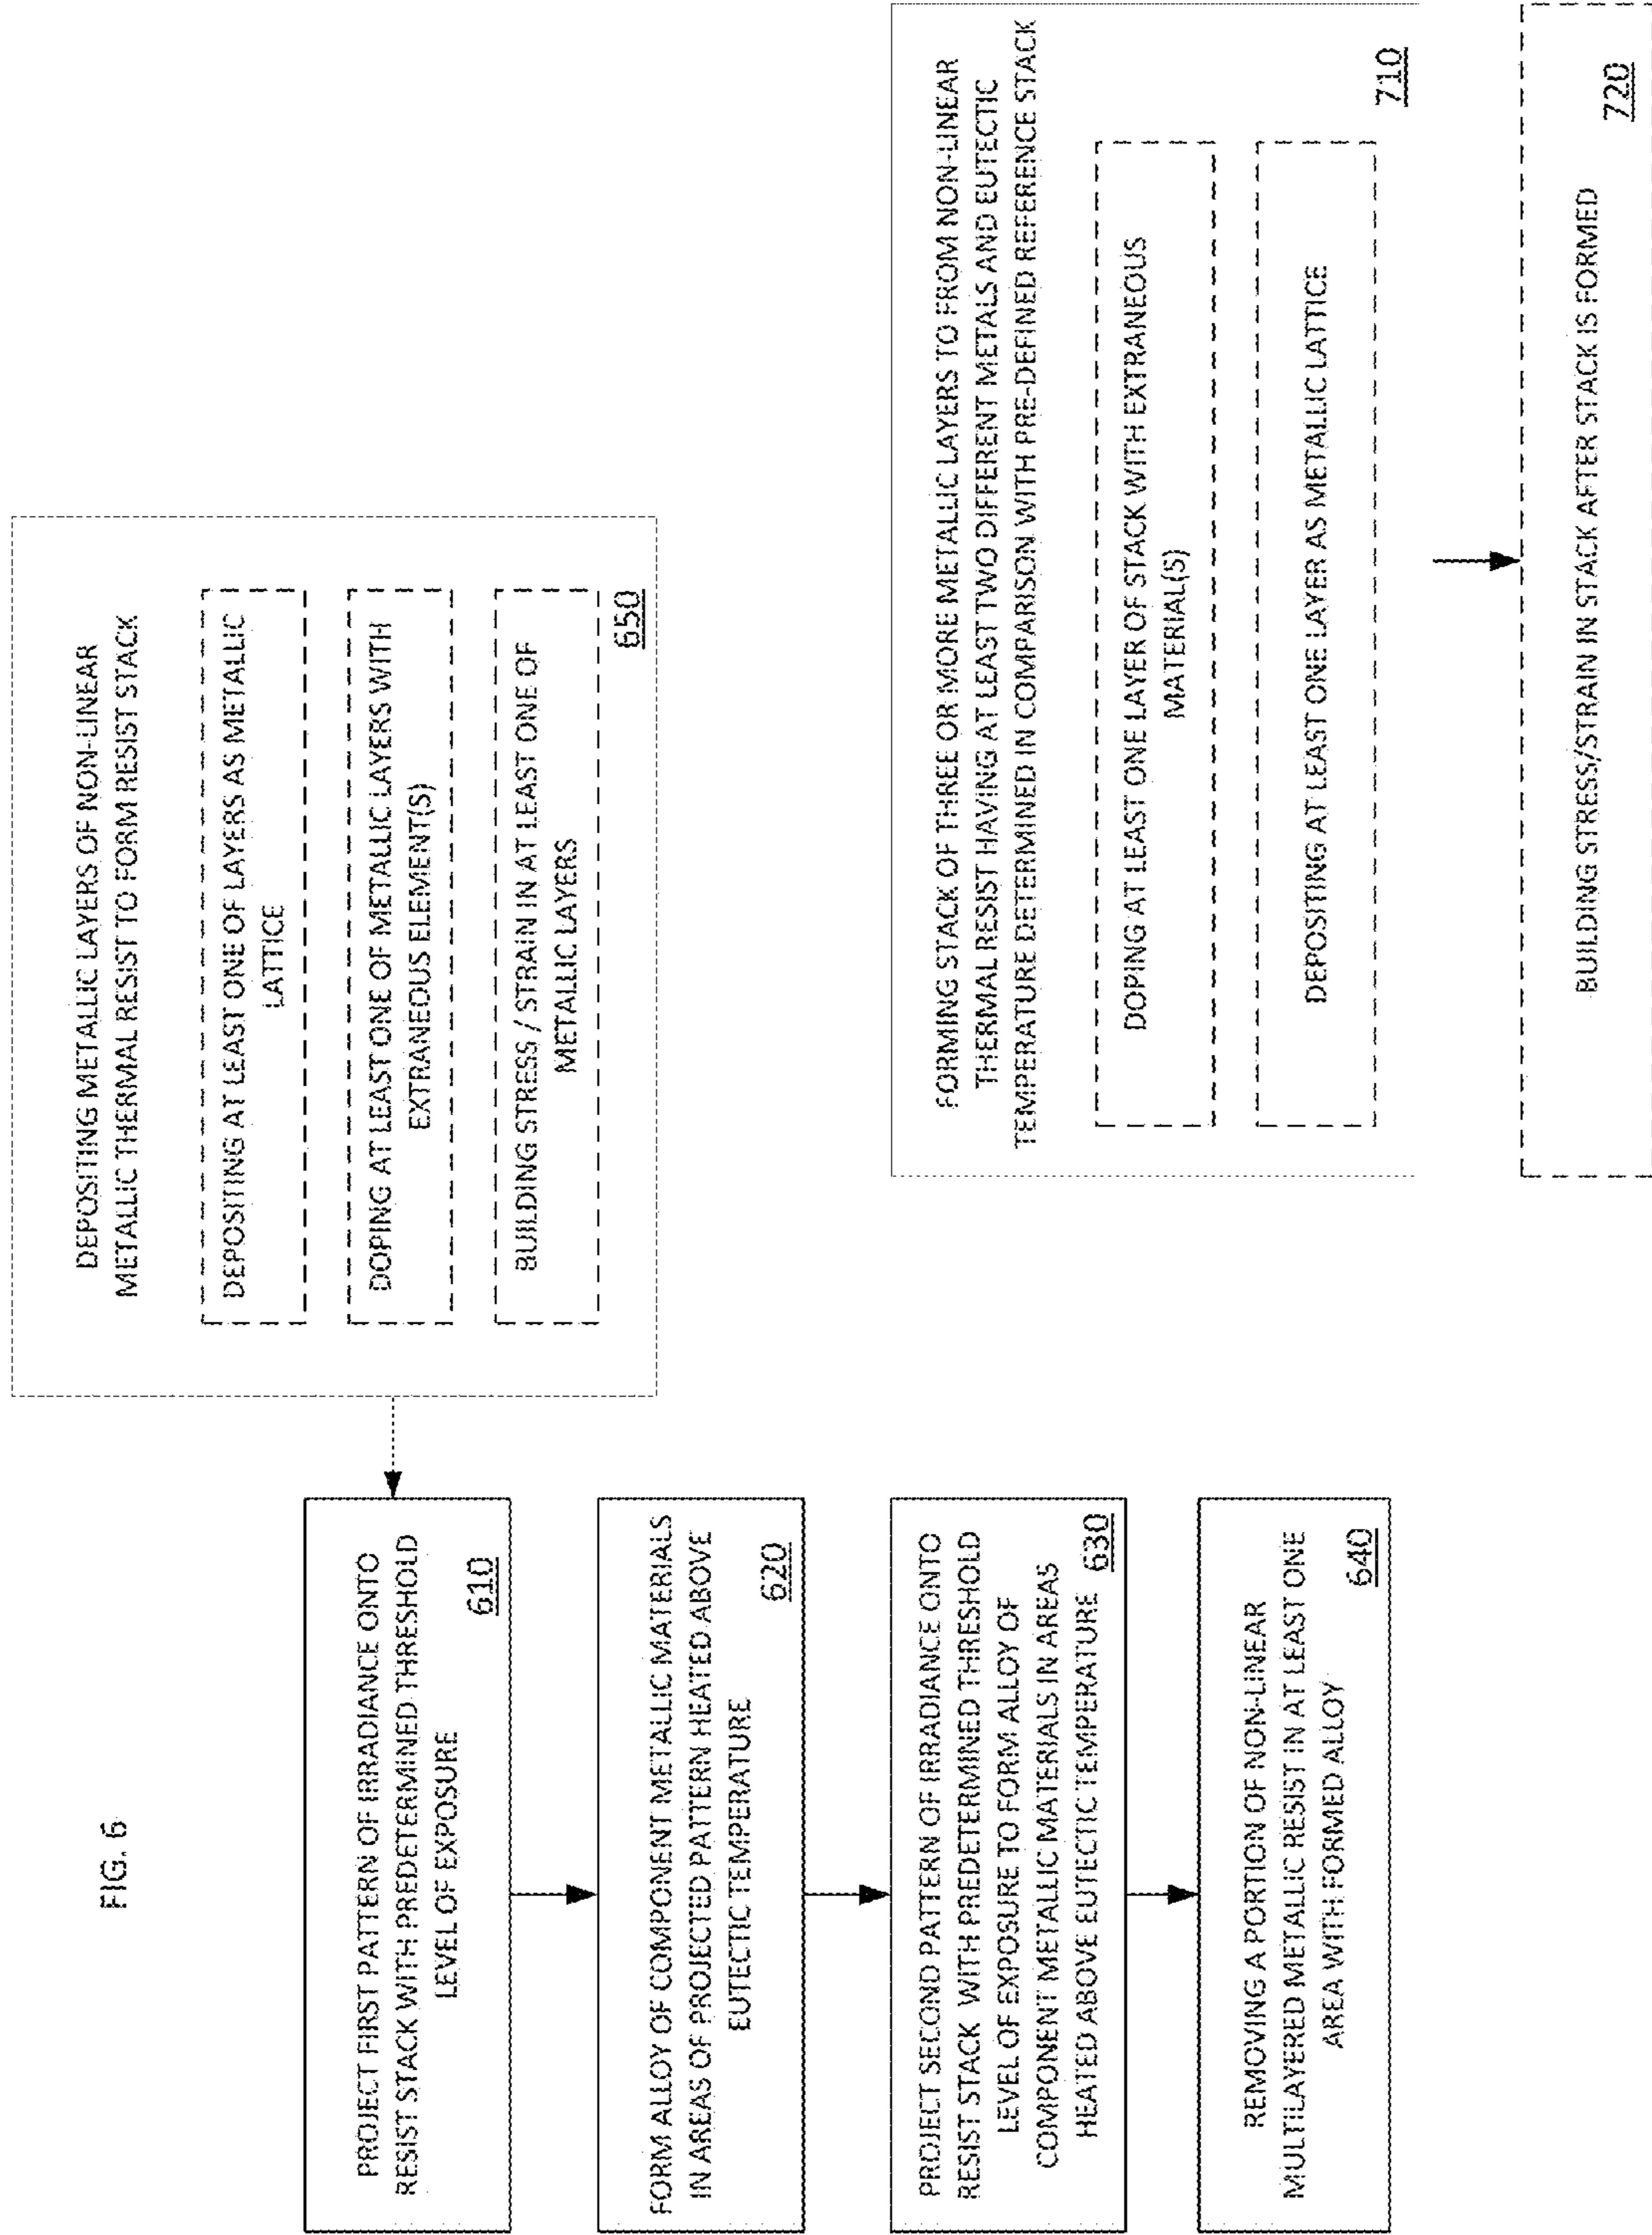 FIG. 6
PROJECT FIRST PATTERN OF IRRADIANCE ONTO
RESIST STACK WITH PREDETERMINED THRESHOLD
LEVEL OF EXPOSURE
610
FORM ALLOY OF COMPONENT METALLIC MATERIALS
IN AREAS OF PROJECTED PATTERN HEATED ABOVE
EUTECTIC TEMPERATURE
620
PROJECT SECOND PATTERN OF IRRADIANCE ONTO
RESIST STACK WITH PREDETERMINED THRESHOLD
LEVEL OF EXPOSURE TO FORM ALLOY OF
COMPONENT METALLIC MATERIALS IN AREAS
HEATED ABOVE EUTECTIC TEMPERATURE
630
REMOVING A PORTION OF NON-LINEAR
MULTILAYERED METALLIC RESIST IN AT LEAST ONE
AREA WITH FORMED ALLOY
640
DEPOSITING METALLIC LAYERS OF NON-LINEAR
METALLIC THERMAL RESIST TO FORM RESIST STACK
DEPOSITING AT LEAST ONE OF LAYERS AS METALLIC
LATTICE
DOPING AT LEAST ONE OF METALLIC LAYERS WITH
EXTRANEOUS ELEMENT(S)
BUILDING STRESS / STRAIN IN AT LEAST ONE OF
METALLIC LAYERS
650
FORMING STACK OF THREE OR MORE METALLIC LAYERS TO FROM NON-LINEAR
THERMAL RESIST HAVING AT LEAST TWO DIFFERENT METALS AND EUTECTIC
TEMPERATURE DETERMINED IN COMPARISON WITH PRE-DEFINED REFERENCE STACK
DOPING AT LEAST ONE LAYER OF STACK WITH EXTRANEOUS
MATERIAL(S)
DEPOSITING AT LEAST ONE LAYER AS METALLIC LATTICE
710
BUILDING STRESS/STRAIN IN STACK AFTER STACK IS FORMED
720